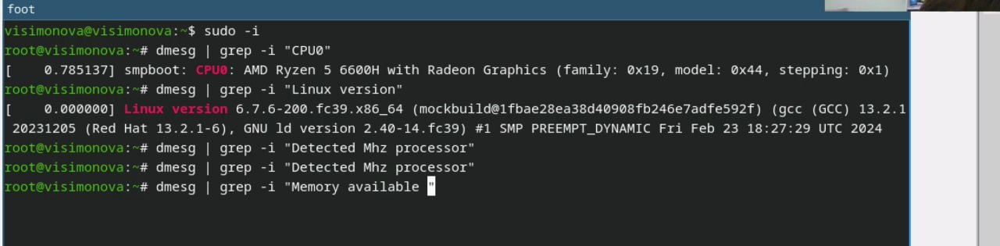 foot
visimonova@visimonova:~$ sudo -i
root@visimonova:~# dmesg | grep -i "CPU0"
[    0.785137] smpboot: CPU0: AMD Ryzen 5 6600H with Radeon Graphics (family: 0x19, model: 0x44, stepping: 0x1)
root@visimonova:~# dmesg | grep -i "Linux version"
[    0.000000] Linux version 6.7.6-200.fc39.x86_64 (mockbuild@1fbae28ea38d40908fb246e7adfe592f) (gcc (GCC) 13.2.1
 20231205 (Red Hat 13.2.1-6), GNU ld version 2.40-14.fc39) #1 SMP PREEMPT_DYNAMIC Fri Feb 23 18:27:29 UTC 2024
root@visimonova:~# dmesg | grep -i "Detected Mhz processor"
root@visimonova:~# dmesg | grep -i "Detected Mhz processor"
root@visimonova:~# dmesg | grep -i "Memory available "